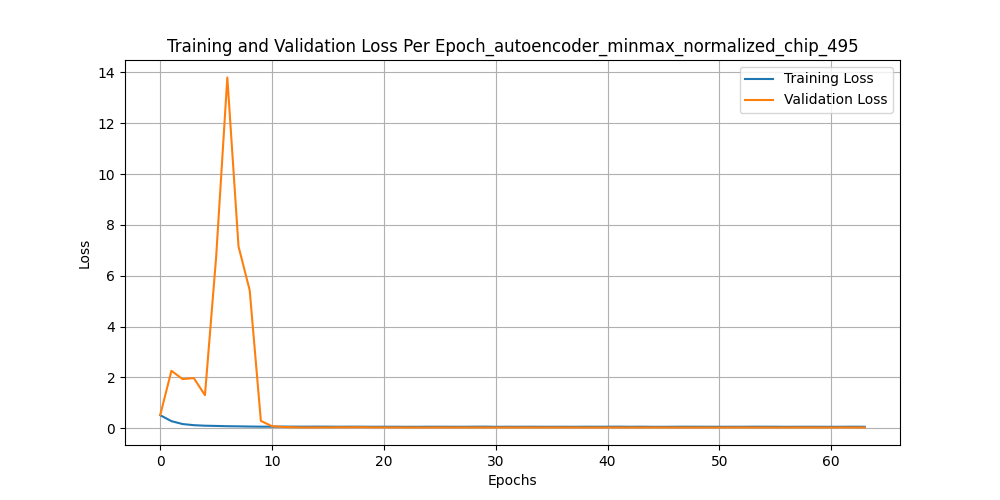 Training and Validation Loss Per Epoch_autoencoder_minmax_normalized_chip_495
Training Loss
Validation Loss
14
12
10
8
6
4
2
0
Loss
0 10 20 30 40 50 60
Epochs